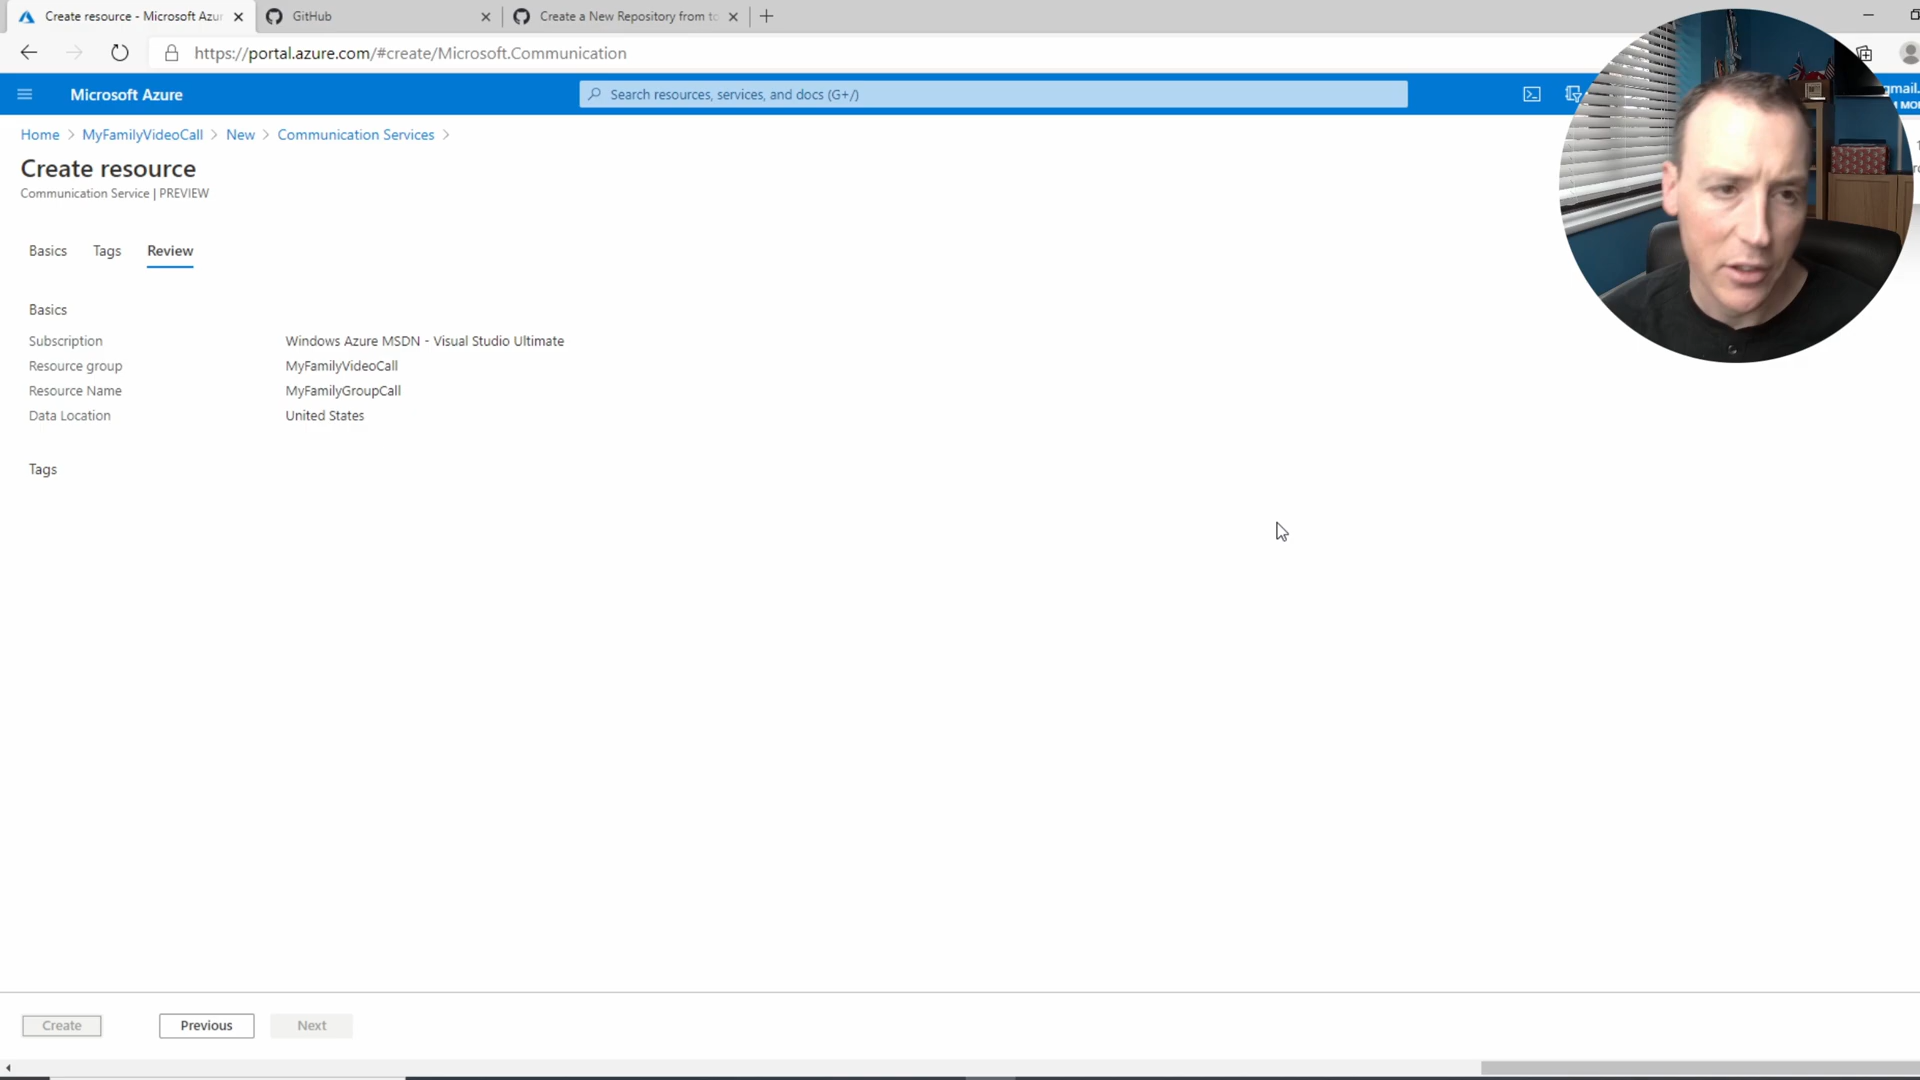 Create resource - Microsoft Azur
GitHub
Create a New Repository from to
https://portal.azure.com/#create/Microsoft.Communication
Microsoft Azure
Search resources, services, and docs (G+/)
gmail.
Home > MyFamilyVideoCall > New > Communication Services >
Create resource
Communication Service | PREVIEW
Basics Tags Review
Basics
Subscription Windows Azure MSDN - Visual Studio Ultimate
Resource group MyFamilyVideoCall
Resource Name MyFamilyGroupCall
Data Location United States
Tags
Create Previous Next